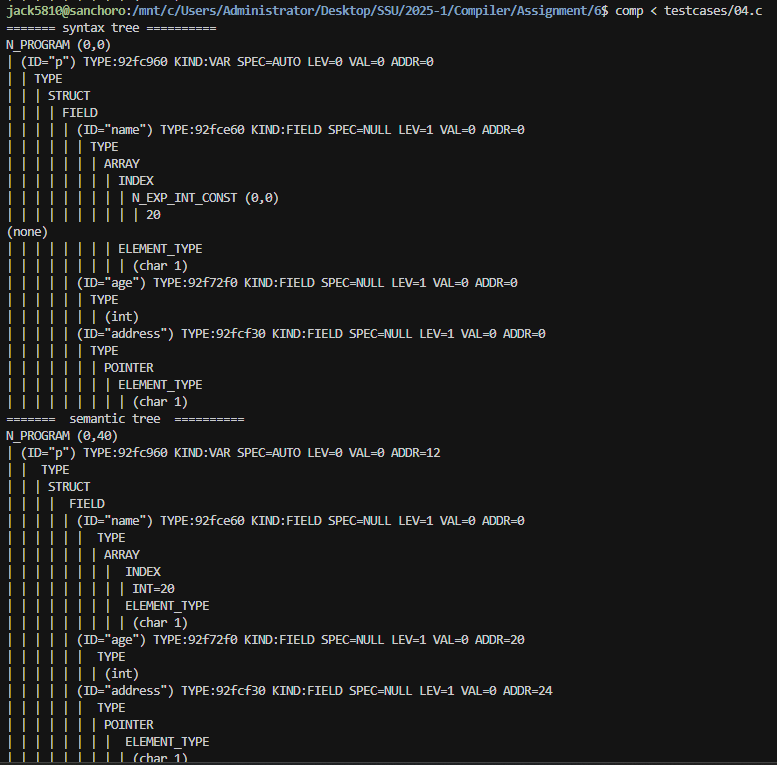 jack5810@sanchoro:/mnt/c/Users/Administrator/Desktop/SSU/2025-1/Compiler/Assignment/6$ comp < testcases/04.c
======= syntax tree ==========
N_PROGRAM (0,0)
| (ID="p") TYPE:92fc960 KIND:VAR SPEC=AUTO LEV=0 VAL=0 ADDR=0
| | TYPE
| | | STRUCT
| | | | FIELD
| | | | | (ID="name") TYPE:92fce60 KIND:FIELD SPEC=NULL LEV=1 VAL=0 ADDR=0
| | | | | | TYPE
| | | | | | | ARRAY
| | | | | | | | INDEX
| | | | | | | | | N_EXP_INT_CONST (0,0)
| | | | | | | | | | 20
(none)
| | | | | | | | ELEMENT_TYPE
| | | | | | | | | (char 1)
| | | | | (ID="age") TYPE:92f72f0 KIND:FIELD SPEC=NULL LEV=1 VAL=0 ADDR=0
| | | | | | TYPE
| | | | | | | (int)
| | | | | (ID="address") TYPE:92fcf30 KIND:FIELD SPEC=NULL LEV=1 VAL=0 ADDR=0
| | | | | | TYPE
| | | | | | | POINTER
| | | | | | | | ELEMENT_TYPE
| | | | | | | | | (char 1)
=======  semantic tree  ==========
N_PROGRAM (0,40)
| (ID="p") TYPE:92fc960 KIND:VAR SPEC=AUTO LEV=0 VAL=0 ADDR=12
| |  TYPE
| | | STRUCT
| | | |  FIELD
| | | | | (ID="name") TYPE:92fce60 KIND:FIELD SPEC=NULL LEV=1 VAL=0 ADDR=0
| | | | | |  TYPE
| | | | | | | ARRAY
| | | | | | | |  INDEX
| | | | | | | | | INT=20
| | | | | | | |  ELEMENT_TYPE
| | | | | | | | | (char 1)
| | | | | (ID="age") TYPE:92f72f0 KIND:FIELD SPEC=NULL LEV=1 VAL=0 ADDR=20
| | | | | |  TYPE
| | | | | | | (int)
| | | | | (ID="address") TYPE:92fcf30 KIND:FIELD SPEC=NULL LEV=1 VAL=0 ADDR=24
| | | | | |  TYPE
| | | | | | | POINTER
| | | | | | | |  ELEMENT_TYPE
| | | | | | | | | (char 1)